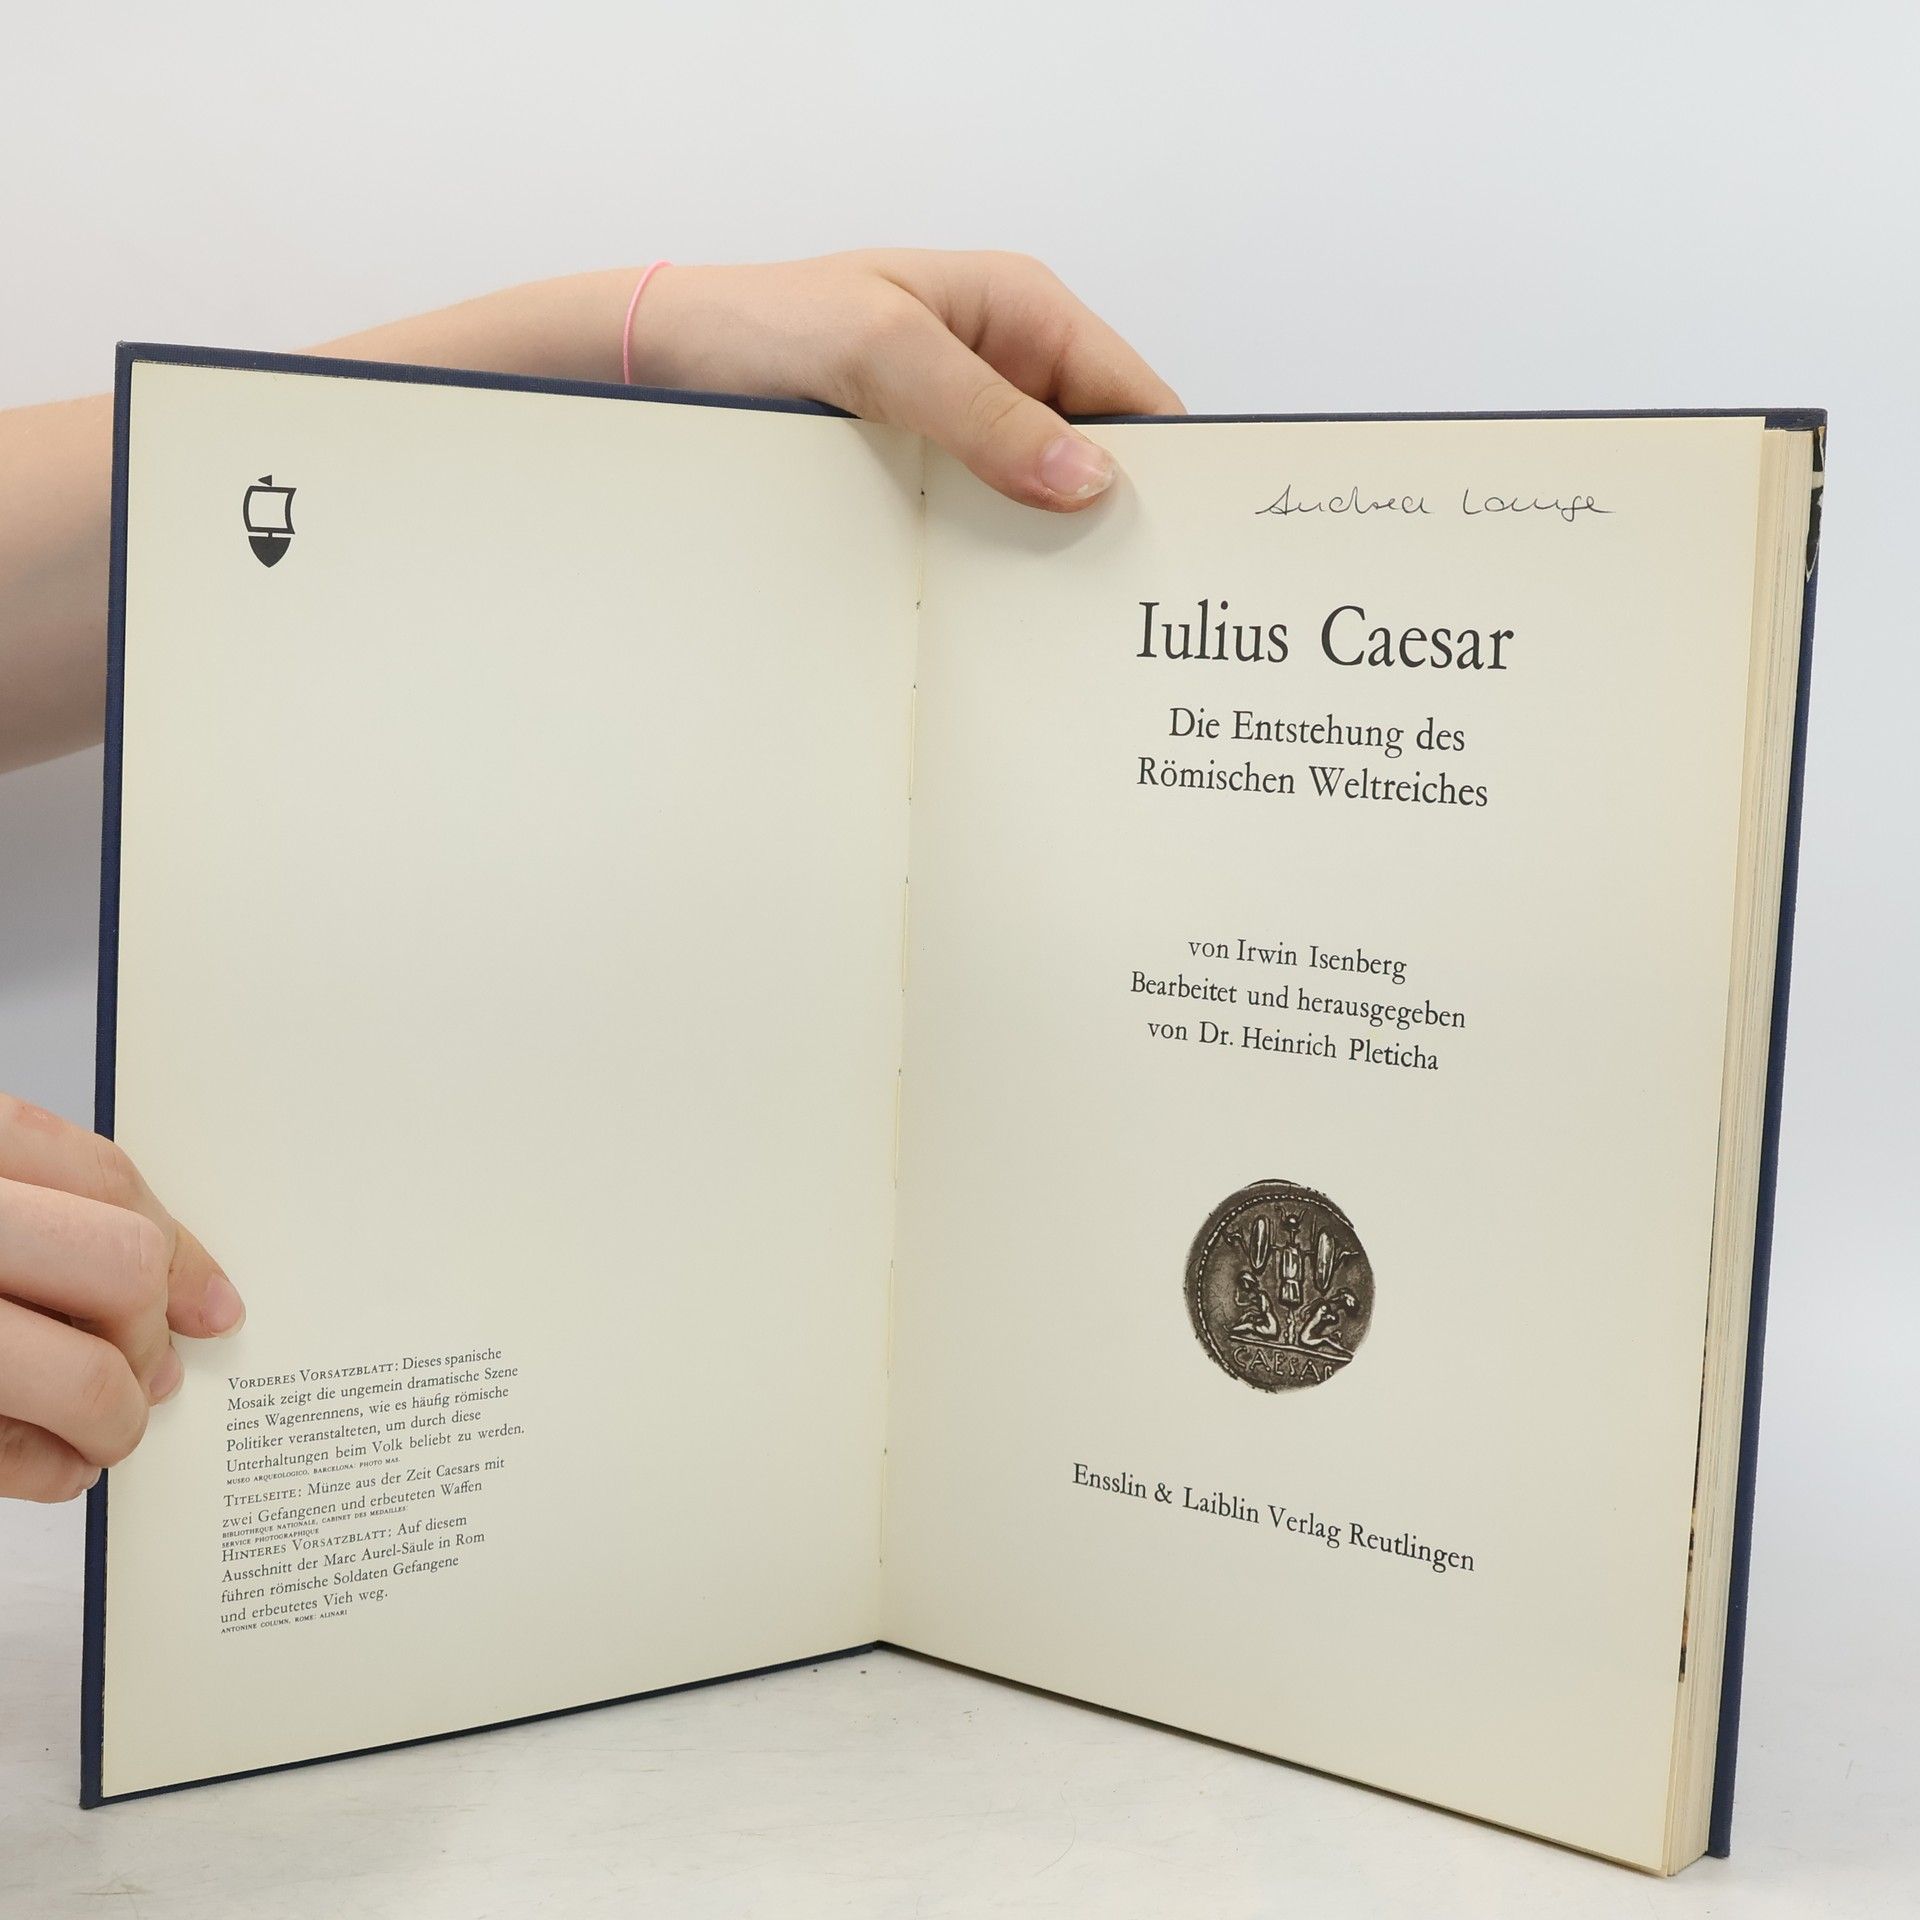 VORDERES VORSATZBLATT: Dieses spanische
Mosaik zeigt die ungemein dramatische Szene
eines Wagenrennens, wie es häufig römische
Politiker veranstalteten, um durch diese
Unterhaltungen beim Volk beliebt zu werden.
MUSEO ARQUEOLOGICO, BARCELONA: PHOTO MAS.
TITELSEITE: Münze aus der Zeit Caesars mit
zwei Gefangenen und erbeuteten Waffen
BIBLIOTHEQUE NATIONALE, CABINET DES MEDAILLES
SERVICE PHOTOGRAPHIQUE
HINTERES VORSATZBLATT: Auf diesem
Ausschnitt der Marc Aurel-Säule in Rom
führen römische Soldaten Gefangene
und erbeutetes Vieh weg.
ANTONINE COLUMN, ROME: ALINARI
Andrea Lange
Iulius Caesar
Die Entstehung des
Römischen Weltreiches
von Irwin Isenberg
Bearbeitet und herausgegeben
von Dr. Heinrich Pleticha
CAESAR
Ensslin & Laiblin Verlag Reutlingen